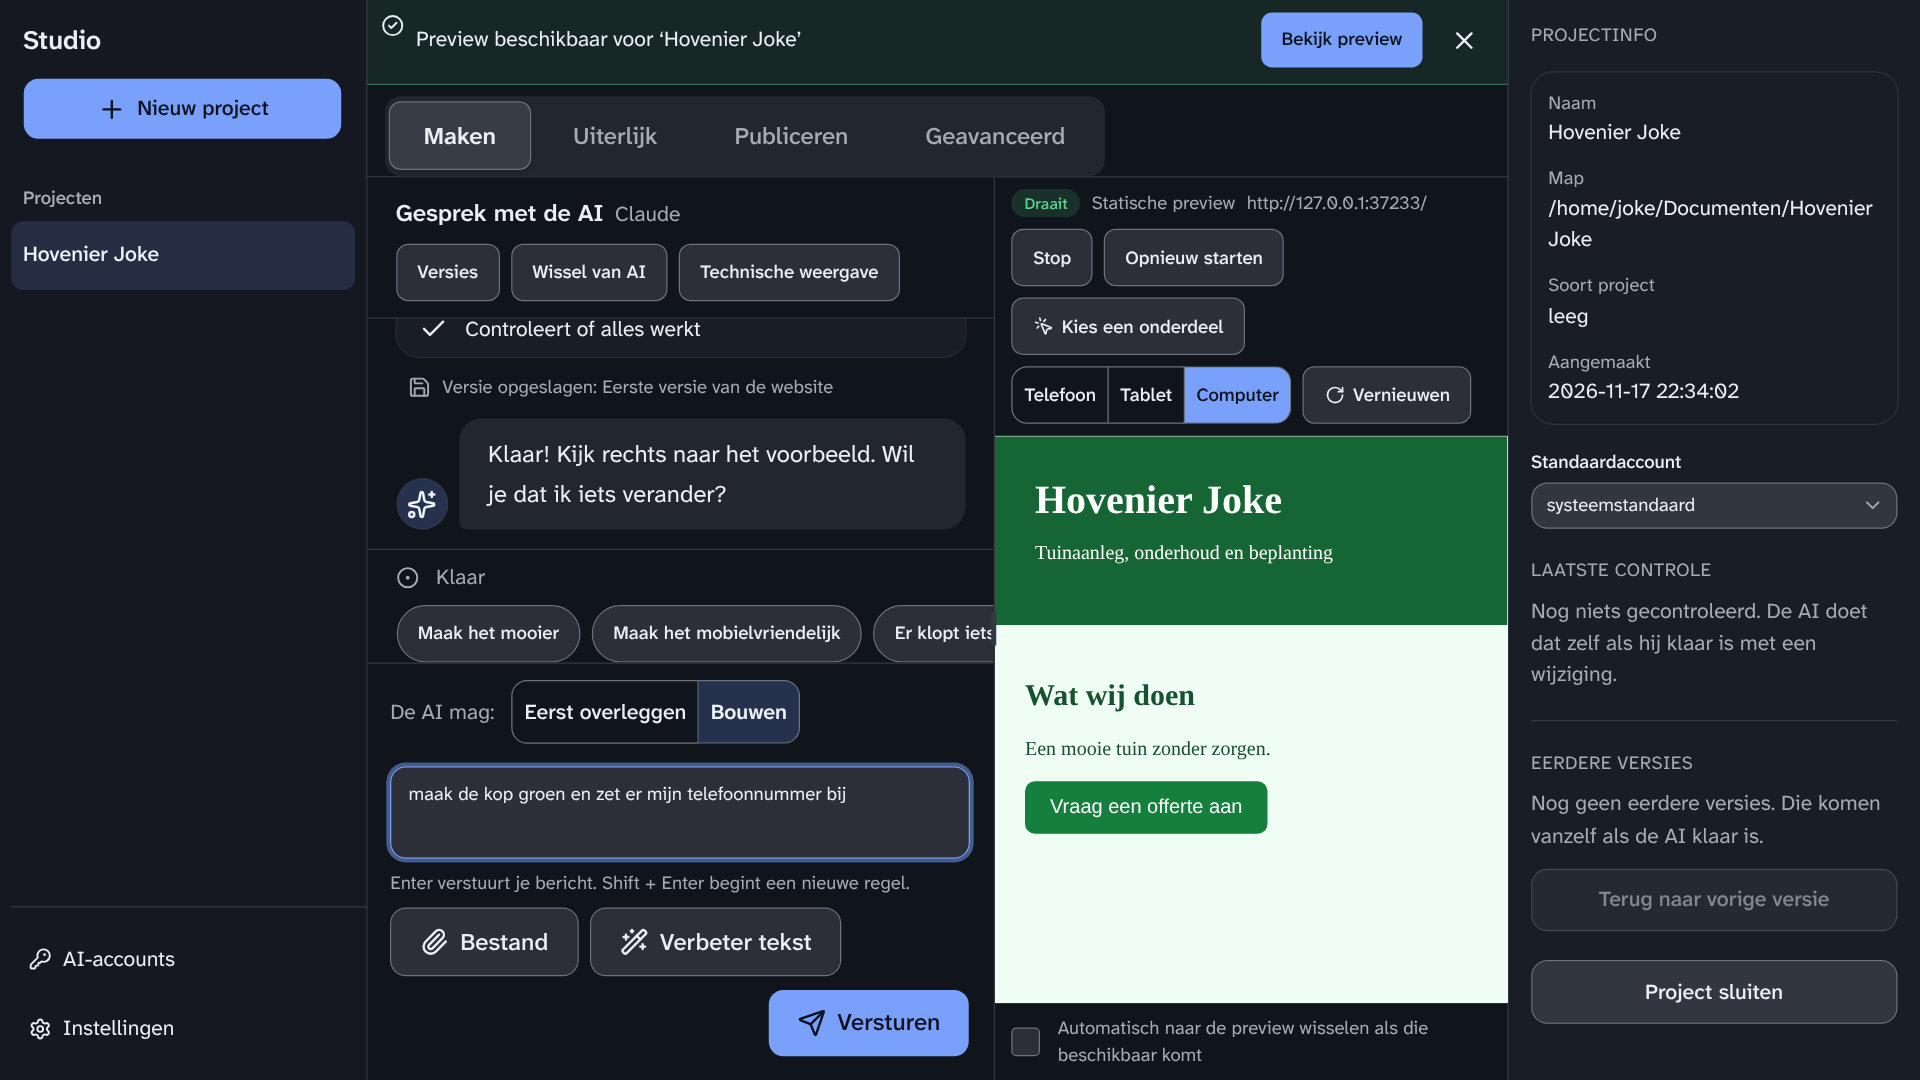 Studio
Nieuw project
Projecten
Hovenier Joke
AI-accounts
Instellingen
Preview beschikbaar voor ‘Hovenier Joke’
Bekijk preview
Maken
Uiterlijk
Publiceren
Geavanceerd
Gesprek met de AI Claude
Versies
Wissel van AI
Technische weergave
Controleert of alles werkt
Versie opgeslagen: Eerste versie van de website
Klaar! Kijk rechts naar het voorbeeld. Wil
je dat ik iets verander?
Klaar
Maak het mooier
Maak het mobielvriendelijk
Er klopt iets
De AI mag:
Eerst overleggen
Bouwen
maak de kop groen en zet er mijn telefoonnummer bij
Enter verstuurt je bericht. Shift + Enter begint een nieuwe regel.
Bestand
Verbeter tekst
Versturen
Draait
Statische preview http://127.0.0.1:37233/
Stop
Opnieuw starten
Kies een onderdeel
Telefoon
Tablet
Computer
Vernieuwen
Hovenier Joke
Tuinaanleg, onderhoud en beplanting
Wat wij doen
Een mooie tuin zonder zorgen.
Vraag een offerte aan
Automatisch naar de preview wisselen als die
beschikbaar komt
PROJECTINFO
Naam
Hovenier Joke
Map
/home/joke/Documenten/Hovenier
Joke
Soort project
leeg
Aangemaakt
2026-11-17 22:34:02
Standaardaccount
systeemstandaard
LAATSTE CONTROLE
Nog niets gecontroleerd. De AI doet
dat zelf als hij klaar is met een
wijziging.
EERDERE VERSIES
Nog geen eerdere versies. Die komen
vanzelf als de AI klaar is.
Terug naar vorige versie
Project sluiten